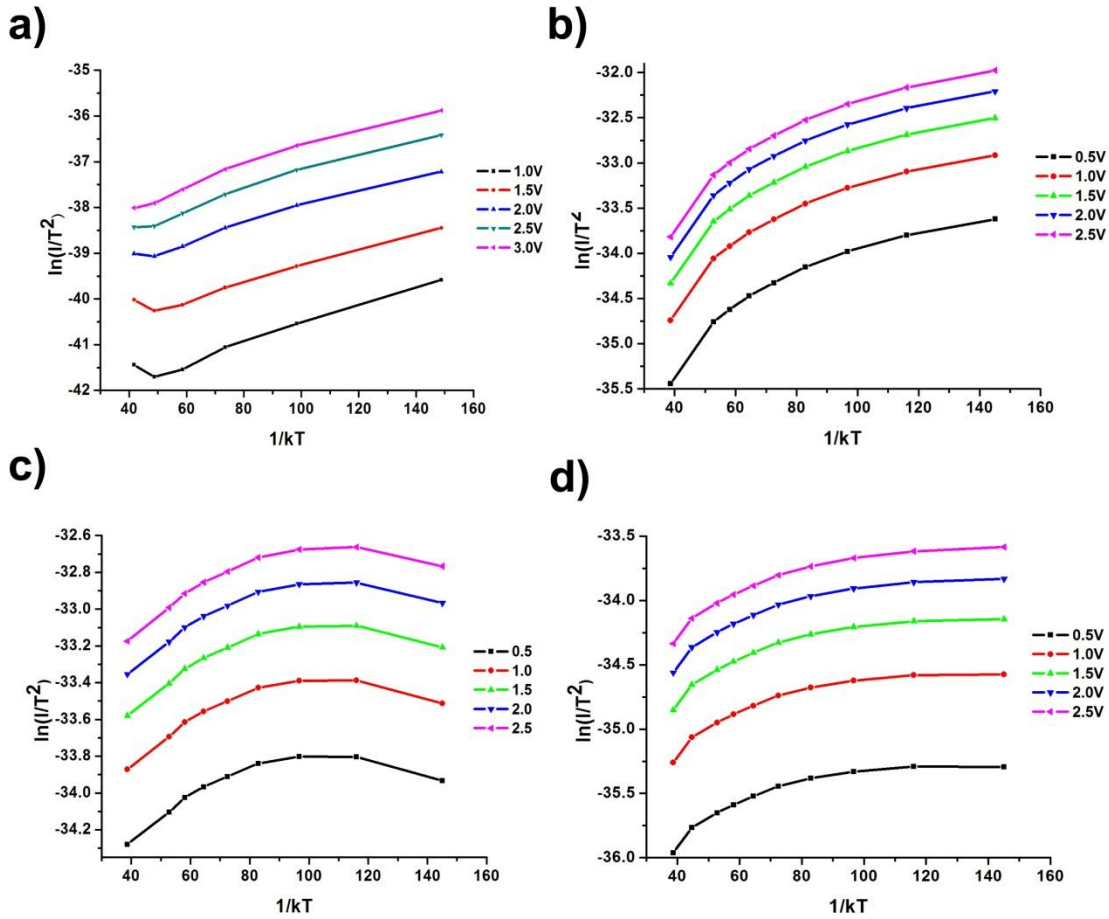 a)
ln(I/T²)
-35
-36
-37
-38
-39
-40
-41
-42
40 60 80 100 120 140 160
1/kT
1.0V
1.5V
2.0V
2.5V
3.0V
b)
ln(I/T²
-32.0
-32.5
-33.0
-33.5
-34.0
-34.5
-35.0
-35.5
40 60 80 100 120 140 160
1/kT
0.5V
1.0V
1.5V
2.0V
2.5V
c)
ln(I/T²)
-32.6
-32.8
-33.0
-33.2
-33.4
-33.6
-33.8
-34.0
-34.2
40 60 80 100 120 140 160
1/kT
0.5
1.0
1.5
2.0
2.5
d)
ln(I/T²)
-33.5
-34.0
-34.5
-35.0
-35.5
-36.0
40 60 80 100 120 140 160
1/kT
0.5V
1.0V
1.5V
2.0V
2.5V